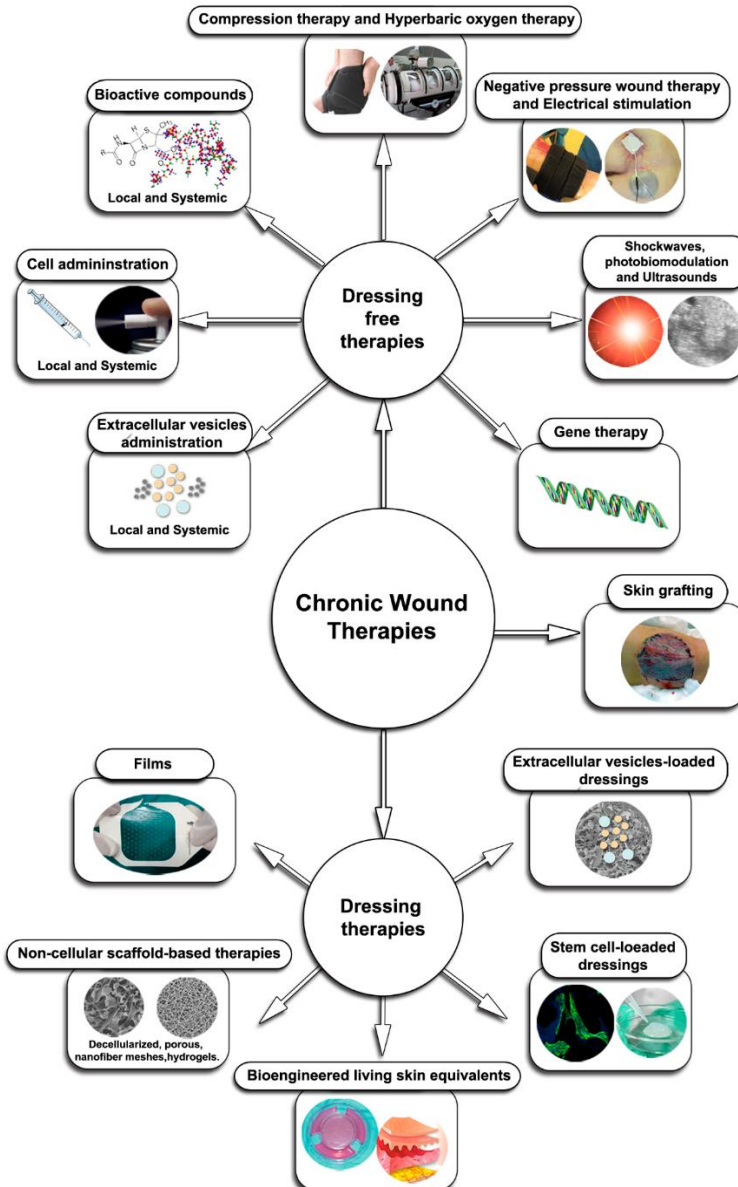 Compression therapy and Hyperbaric oxygen therapy
Bioactive compounds
Local and Systemic
Negative pressure wound therapy
and Electrical stimulation
Cell admininstration
Local and Systemic
Dressing
free
therapies
Shockwaves,
photobiomodulation
and Ultrasounds
Extracellular vesicles
administration
Local and Systemic
Gene therapy
Chronic Wound
Therapies
Skin grafting
Films
Extracellular vesicles-loaded
dressings
Dressing
therapies
Non-cellular scaffold-based therapies
Decellularized, porous,
nanofiber meshes,hydrogels.
Stem cell-loeaded
dressings
Bioengineered living skin equivalents